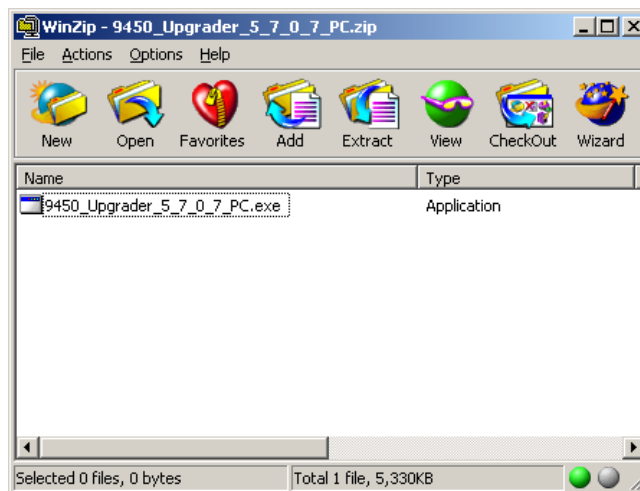 WinZip - 9450_Upgrader_5_7_0_7_PC.zip
File Actions Options Help
New Open Favorites Add Extract View CheckOut Wizard
Name Type
9450_Upgrader_5_7_0_7_PC.exe Application
Selected 0 files, 0 bytes Total 1 file, 5,330KB